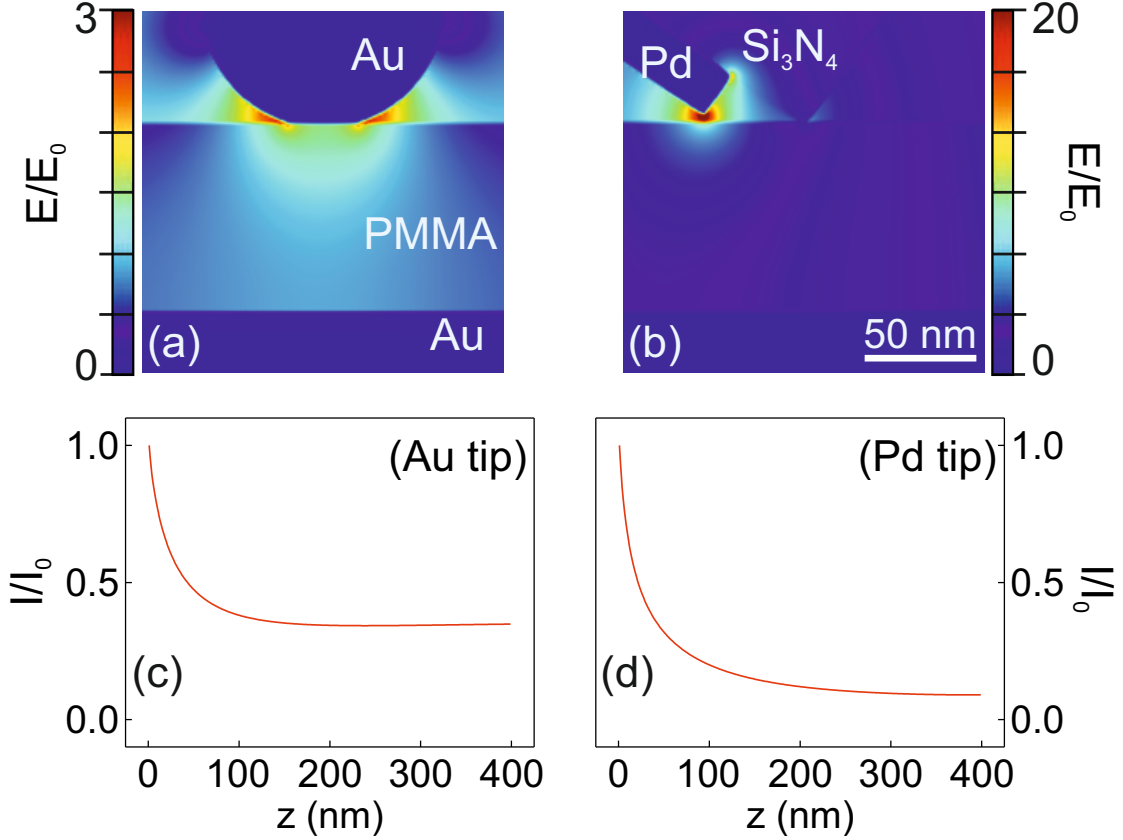 3
E/E₀
0
Au
PMMA
Au
(a)
Pd
Si₃N₄
(b)
50 nm
20
E/E₀
0
1.0
0.5
0.0
I/I₀
(Au tip)
(c)
0 100 200 300 400
z (nm)
(Pd tip)
(d)
1.0
0.5
0.0
I/I₀
0 100 200 300 400
z (nm)